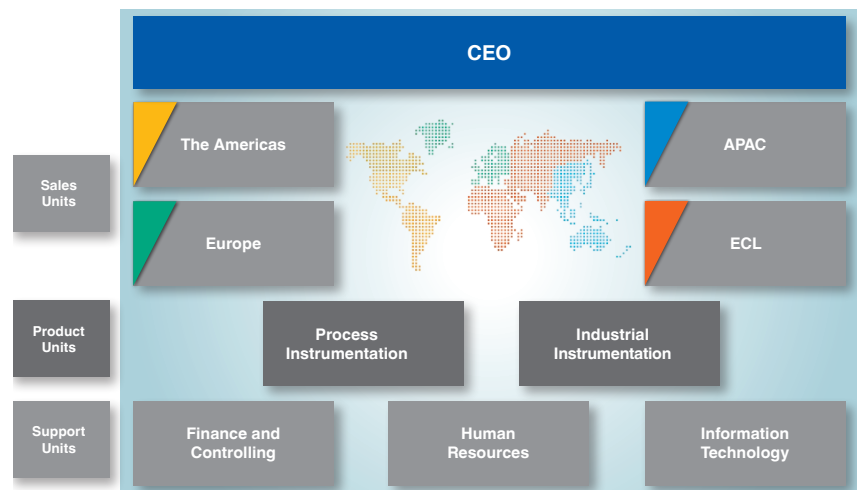 CEO
Sales
Units
The Americas
APAC
Europe
ECL
Product
Units
Process
Instrumentation
Industrial
Instrumentation
Support
Units
Finance and
Controlling
Human
Resources
Information
Technology